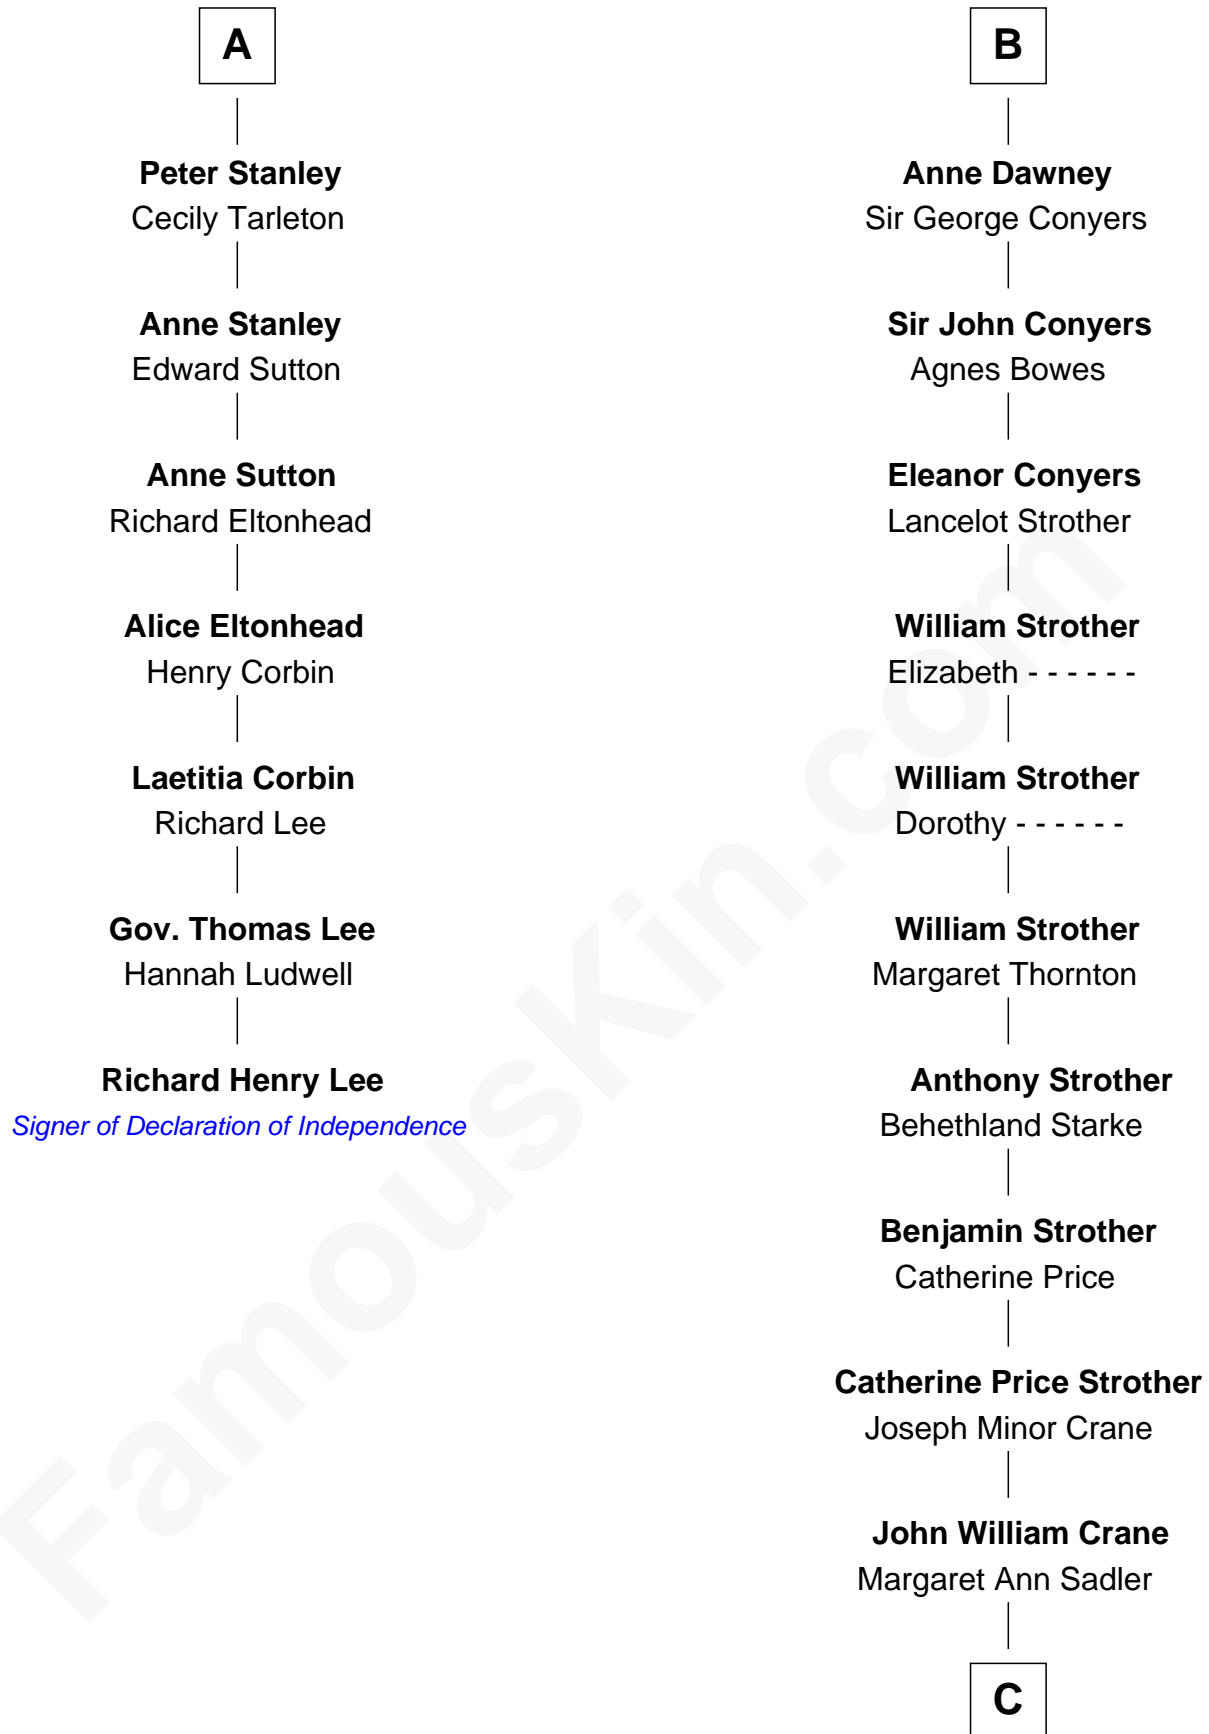 A
Peter Stanley
Cecily Tarleton
Anne Stanley
Edward Sutton
Anne Sutton
Richard Eltonhead
Alice Eltonhead
Henry Corbin
Laetitia Corbin
Richard Lee
Gov. Thomas Lee
Hannah Ludwell
Richard Henry Lee
Signer of Declaration of Independence
B
Anne Dawney
Sir George Conyers
Sir John Conyers
Agnes Bowes
Eleanor Conyers
Lancelot Strother
William Strother
Elizabeth - - - - - -
William Strother
Dorothy - - - - - -
William Strother
Margaret Thornton
Anthony Strother
Behethland Starke
Benjamin Strother
Catherine Price
Catherine Price Strother
Joseph Minor Crane
John William Crane
Margaret Ann Sadler
C
FamousKin.com